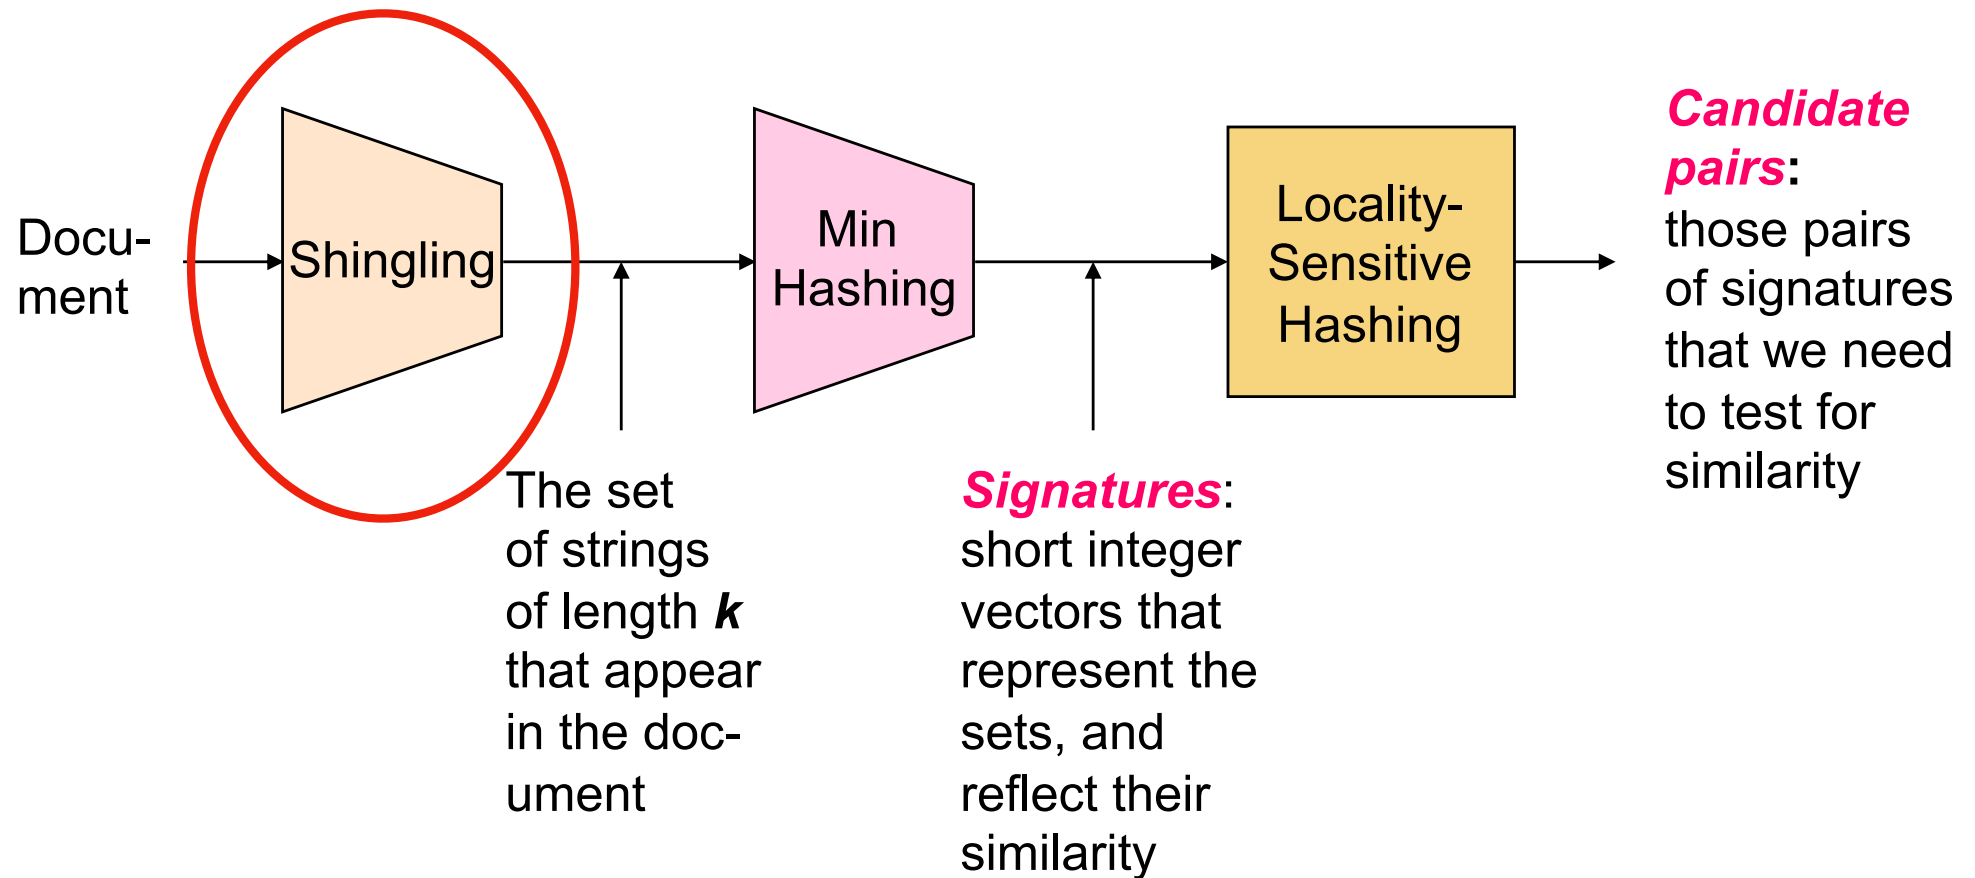 Docu-
ment
Shingling
The set
of strings
of length k
that appear
in the doc-
ument
Min
Hashing
Signatures:
short integer
vectors that
represent the
sets, and
reflect their
similarity
Locality-
Sensitive
Hashing
Candidate
pairs:
those pairs
of signatures
that we need
to test for
similarity